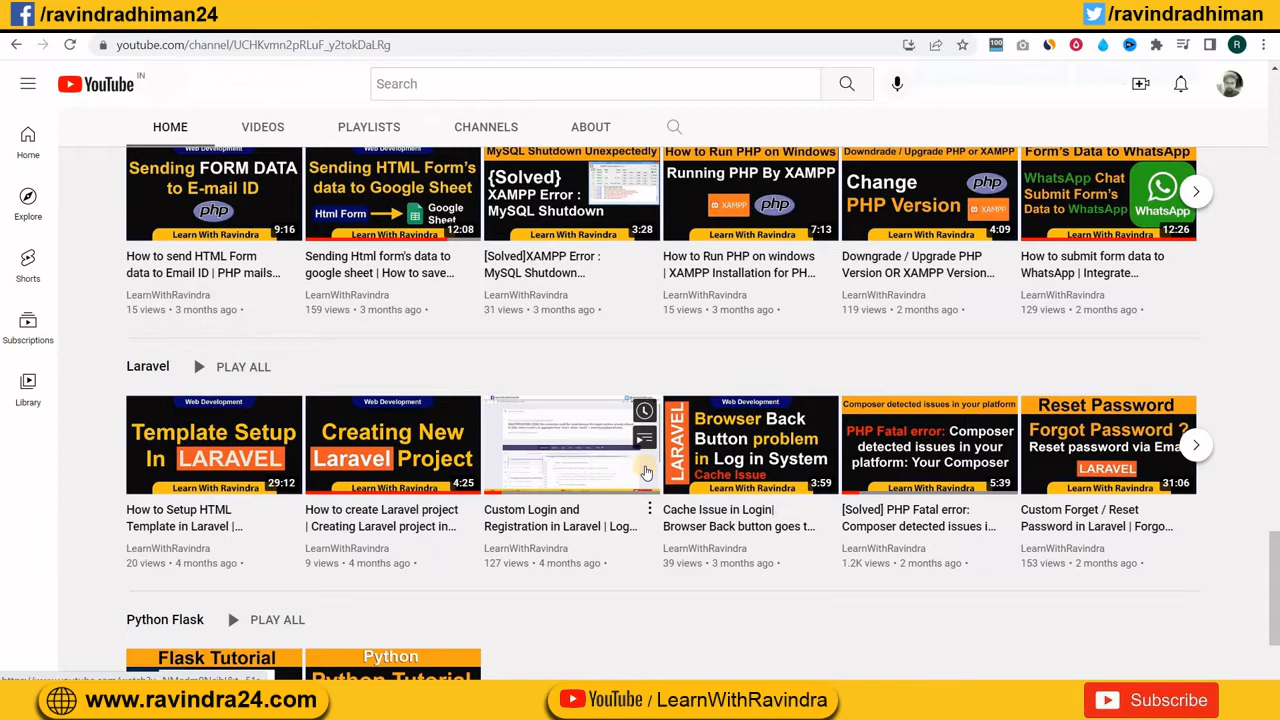 /ravindradhiman24
/ravindradhiman
youtube.com/channel/UCHKvmn2pRLuF_y2tokDaLRg
100
R
YouTube IN
Search
HOME
VIDEOS
PLAYLISTS
CHANNELS
ABOUT
Home
Explore
Shorts
Subscriptions
Library
Sending FORM DATA
to E-mail ID
php
Learn With Ravindra
9:16
Sending HTML Form's
data to Google Sheet
Html Form
Google
Sheet
Learn With Ravindra
12:08
MySQL Shutdown Unexpectedly
{Solved}
XAMPP Error :
MySQL Shutdown
Learn With Ravindra
3:28
How to Run PHP on Windows
Running PHP By XAMPP
XAMPP
php
Learn With Ravindra
7:13
Downdrade / Upgrade PHP or XAMPP
Change
PHP Version
php
XAMPP
Learn With Ravindra
4:09
Form's Data to WhatsApp
WhatsApp Chat
Submit Form's
Data to WhatsApp
WhatsApp
Learn With Ravindra
12:26
How to send HTML Form
data to Email ID | PHP mails...
LearnWithRavindra
15 views • 3 months ago
Sending Html form's data to
google sheet | How to save...
LearnWithRavindra
159 views • 3 months ago
[Solved]XAMPP Error :
MySQL Shutdown...
LearnWithRavindra
31 views • 3 months ago
How to Run PHP on windows
| XAMPP Installation for PH...
LearnWithRavindra
15 views • 3 months ago
Downgrade / Upgrade PHP
Version OR XAMPP Version...
LearnWithRavindra
119 views • 2 months ago
How to submit form data to
WhatsApp | Integrate...
LearnWithRavindra
129 views • 2 months ago
Laravel
PLAY ALL
Web Development
Template Setup
In LARAVEL
Learn With Ravindra
29:12
Web Development
Creating New
Laravel Project
Learn With Ravindra
4:25
LARAVEL
Browser Back
Button problem
in Log in System
Cache Issue
Learn With Ravindra
3:59
Composer detected issues in your platform
PHP Fatal error: Composer
detected issues in your
platform: Your Composer
Learn With Ravindra
5:39
Reset Password
Forgot Password ?
Reset password via Ema
LARAVEL
Learn With Ravindra
31:06
How to Setup HTML
Template in Laravel |...
LearnWithRavindra
20 views • 4 months ago
How to create Laravel project
| Creating Laravel project in...
LearnWithRavindra
9 views • 4 months ago
Custom Login and
Registration in Laravel | Log...
LearnWithRavindra
127 views • 4 months ago
Cache Issue in Login|
Browser Back button goes t...
LearnWithRavindra
39 views • 3 months ago
[Solved] PHP Fatal error:
Composer detected issues i...
LearnWithRavindra
1.2K views • 2 months ago
Custom Forget / Reset
Password in Laravel | Forgo...
LearnWithRavindra
153 views • 2 months ago
Python Flask
PLAY ALL
Flask Tutorial
Python
Python Tutorial
www.ravindra24.com
YouTube / LearnWithRavindra
Subscribe